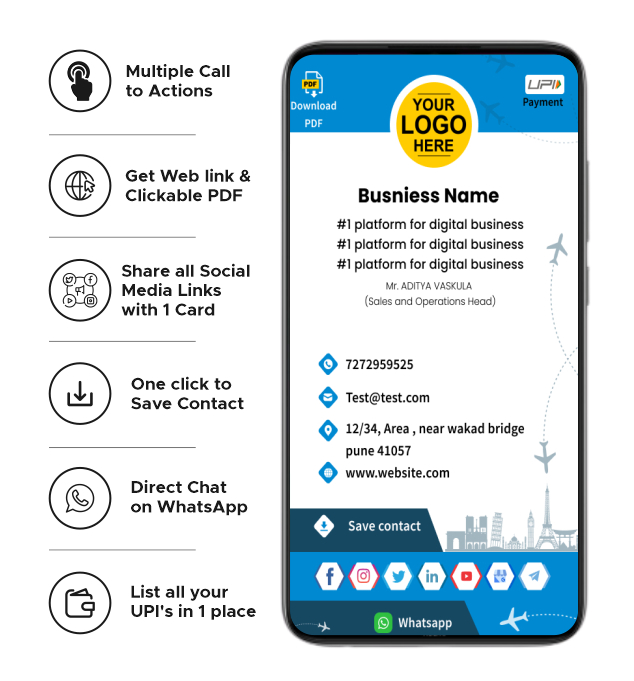 Multiple Call
to Actions
Get Web link &
Clickable PDF
Share all Social
Media Links
with 1 Card
One click to
Save Contact
Direct Chat
on WhatsApp
List all your
UPI's in 1 place
PDF
Download
PDF
YOUR
LOGO
HERE
UPI
Payment
Busniess Name
#1 platform for digital business
#1 platform for digital business
#1 platform for digital business
Mr. ADITYA VASKULA
(Sales and Operations Head)
7272959525
Test@test.com
12/34, Area , near wakad bridge
pune 41057
www.website.com
Save contact
f
in
Whatsapp